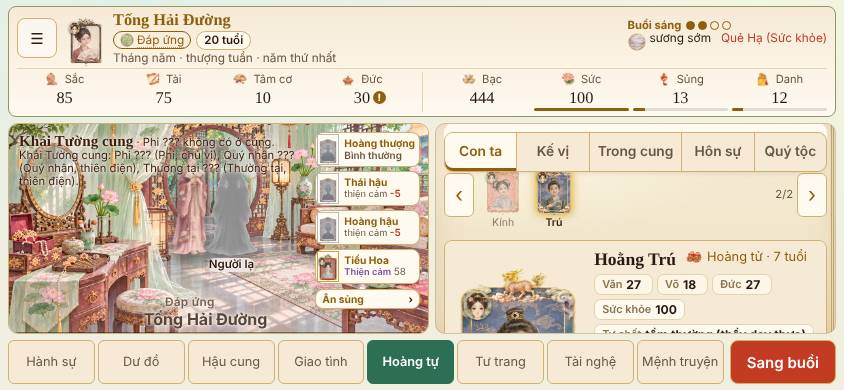 ☰
Tống Hải Đường
Đáp ứng 20 tuổi
Tháng năm · thượng tuần · năm thứ nhất
Buổi sáng
sương sớm Quê Hạ (Sức khỏe)
Sắc Tài Tâm cơ Đức Bạc Sức Sủng Danh
85 75 10 30 ! 444 100 13 12
Khải Tường cung · Phi ??? không có ở cung.
Khải Tường cung: Phi ??? (Phi, chủ vị), Quý nhân ???
(Quý nhân, thiên điện), Thường tại ??? (Thường tại,
thiên điện).
Hoàng thượng
Bình thường
Thái hậu
thiện cảm -5
Hoàng hậu
thiện cảm -5
Tiểu Hoa
Thiện cảm 58
Ân sủng ›
Người lạ
Đáp ứng
Tống Hải Đường
Con ta Kế vị Trong cung Hôn sự Quý tộc
‹ Kính Trú 2/2 ›
Hoằng Trú Hoàng tử · 7 tuổi
Văn 27 Võ 18 Đức 27
Sức khỏe 100
Hành sự Dư đồ Hậu cung Giao tình Hoàng tự Tư trang Tài nghệ Mệnh truyện Sang buổi